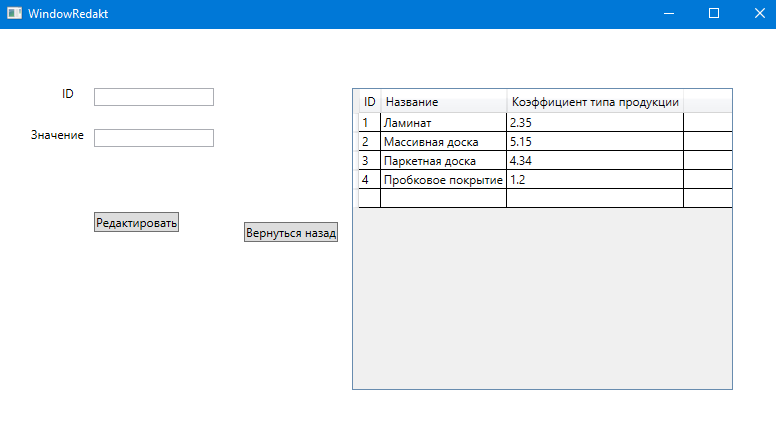 WindowRedakt
ID
Значение
Редактировать
Вернуться назад
ID Название Коэффициент типа продукции
1 Ламинат 2.35
2 Массивная доска 5.15
3 Паркетная доска 4.34
4 Пробковое покрытие 1.2